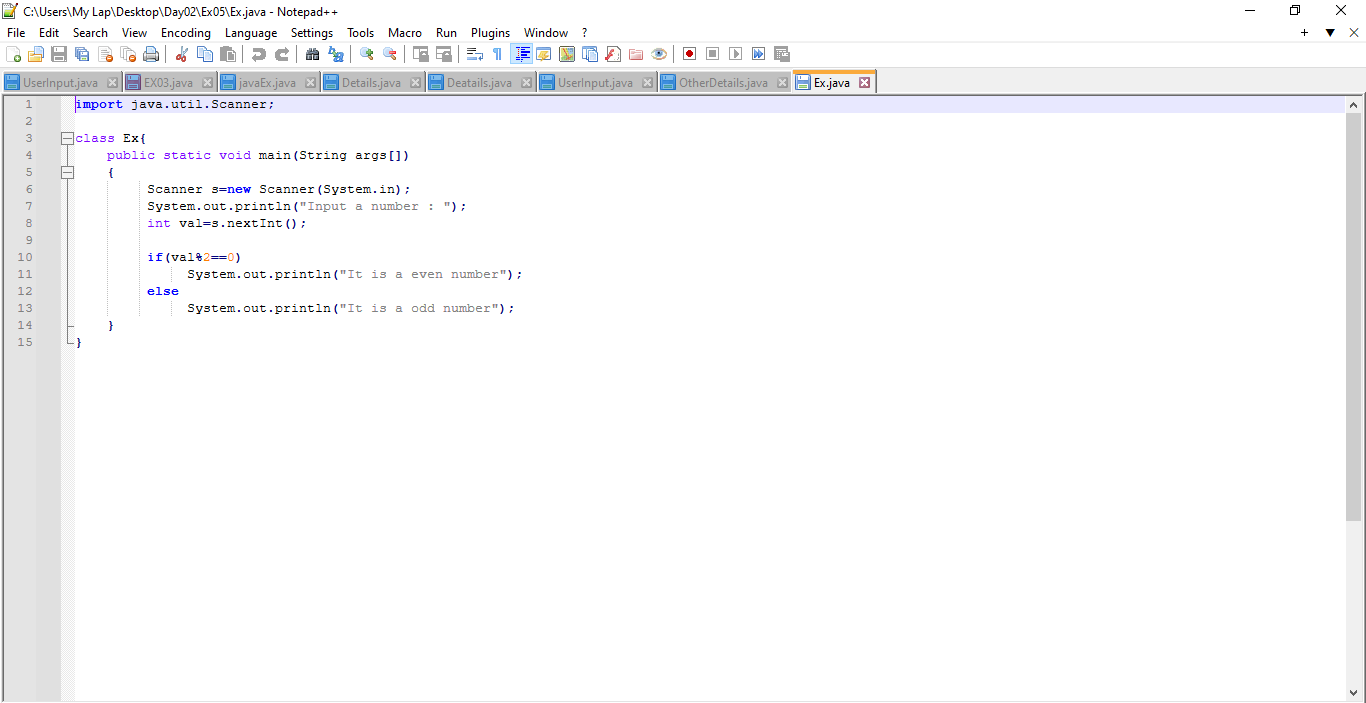 C:\Users\My Lap\Desktop\Day02\Ex05\Ex.java - Notepad++
File Edit Search View Encoding Language Settings Tools Macro Run Plugins Window ?
UserInput.java EX03.java javaEx.java Details.java Deatails.java UserInput.java OtherDetails.java Ex.java
1 import java.util.Scanner;
2
3 class Ex{
4 public static void main(String args[])
5 {
6 Scanner s=new Scanner(System.in);
7 System.out.println("Input a number : ");
8 int val=s.nextInt();
9
10 if(val%2==0)
11 System.out.println("It is a even number");
12 else
13 System.out.println("It is a odd number");
14 }
15 }